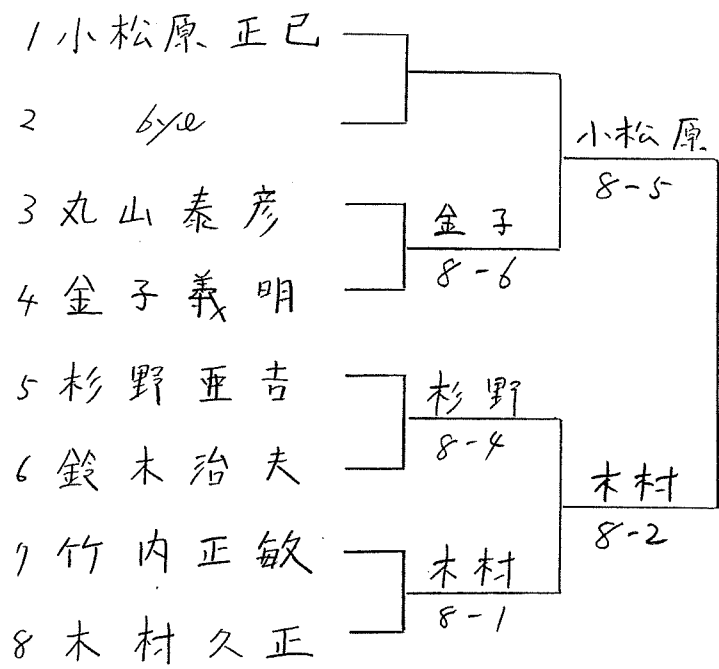 1 小松原 正已
2 bye
3 丸山 泰彦
4 金子 義明
5 杉野 亜吉
6 鈴木 治夫
7 竹内 正敏
8 木村 久正
金子
8-6
杉野
8-4
木村
8-1
小松原
8-5
木村
8-2